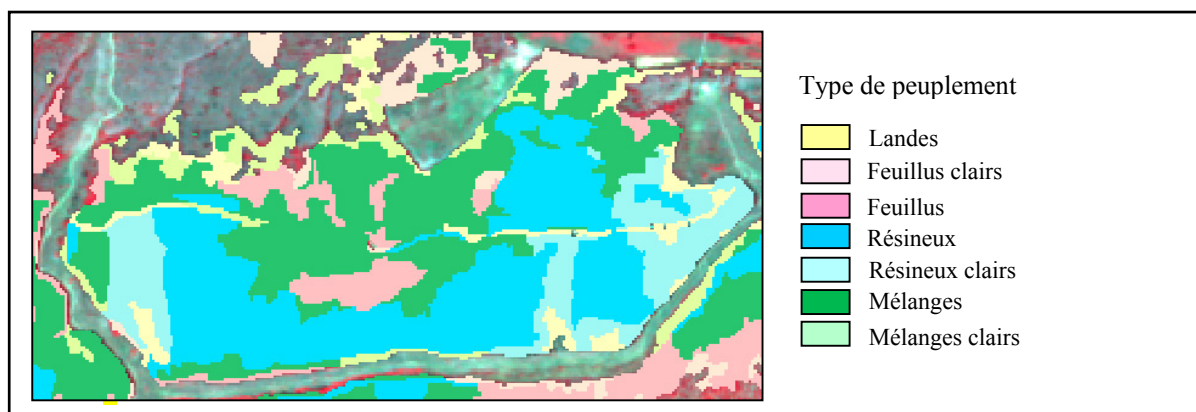 Type de peuplement
Landes
Feuillus clairs
Feuillus
Résineux
Résineux clairs
Mélanges
Mélanges clairs